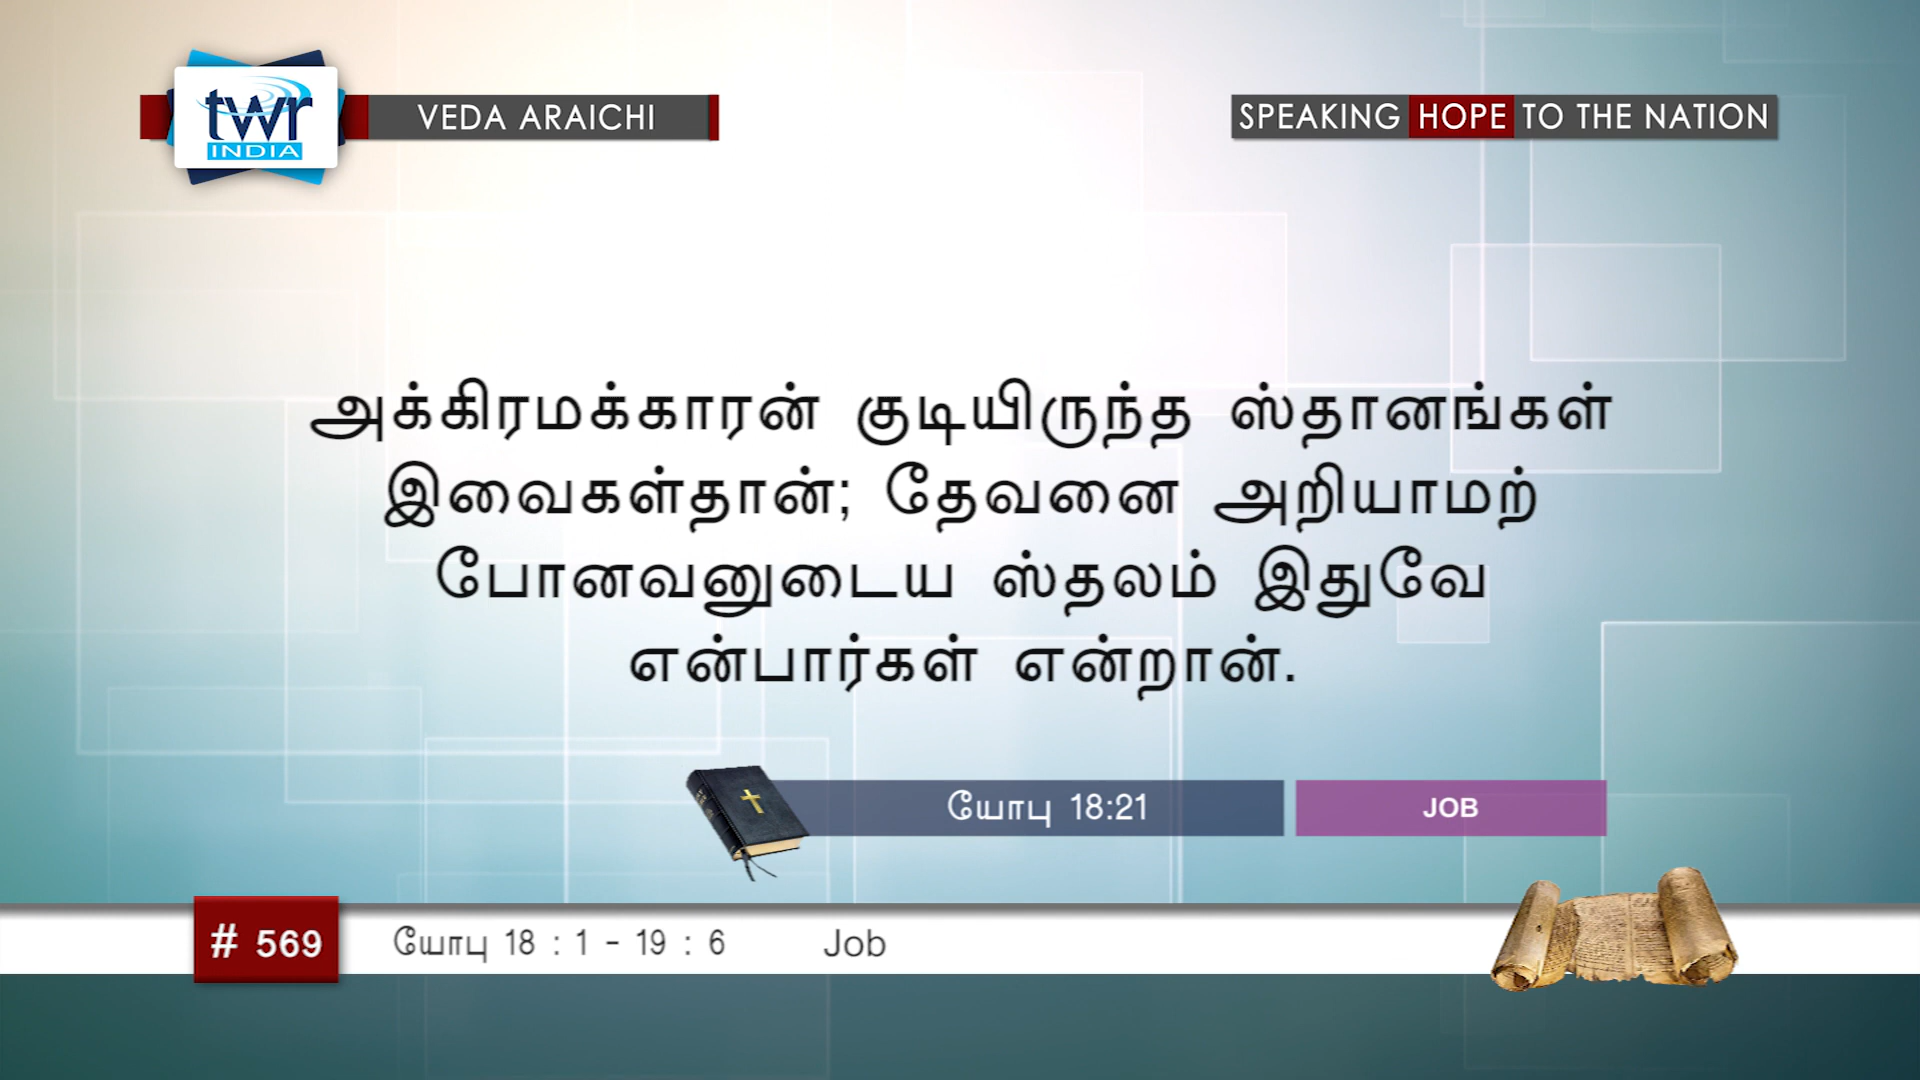 twr
INDIA
VEDA ARAICHI
SPEAKING HOPE TO THE NATION
அக்கிரமக்காரன் குடியிருந்த ஸ்தானங்கள்
இவைகள்தான்; தேவனை அறியாமற்
போனவனுடைய ஸ்தலம் இதுவே
என்பார்கள் என்றான்.
யோபு 18:21
JOB
# 569
யோபு 18 : 1 - 19 : 6 Job